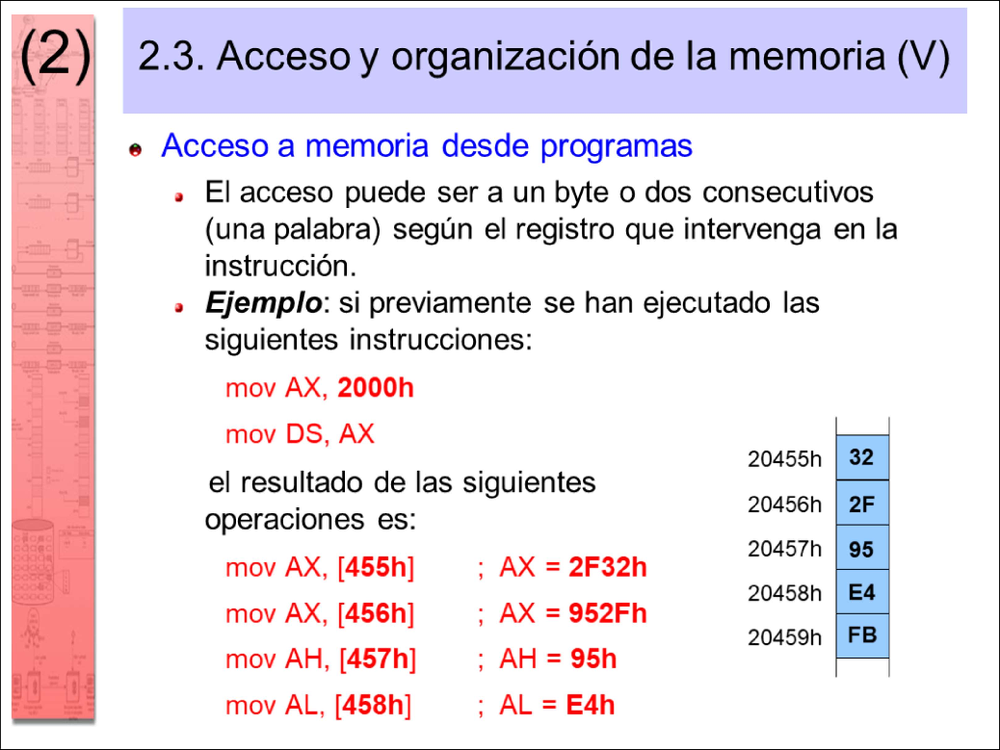 (2)
2.3. Acceso y organización de la memoria (V)
Acceso a memoria desde programas
El acceso puede ser a un byte o dos consecutivos
(una palabra) según el registro que intervenga en la
instrucción.
Ejemplo: si previamente se han ejecutado las
siguientes instrucciones:
mov AX, 2000h
mov DS, AX
el resultado de las siguientes
operaciones es:
mov AX, [455h] ; AX = 2F32h
mov AX, [456h] ; AX = 952Fh
mov AH, [457h] ; AH = 95h
mov AL, [458h] ; AL = E4h
20455h 32
20456h 2F
20457h 95
20458h E4
20459h FB